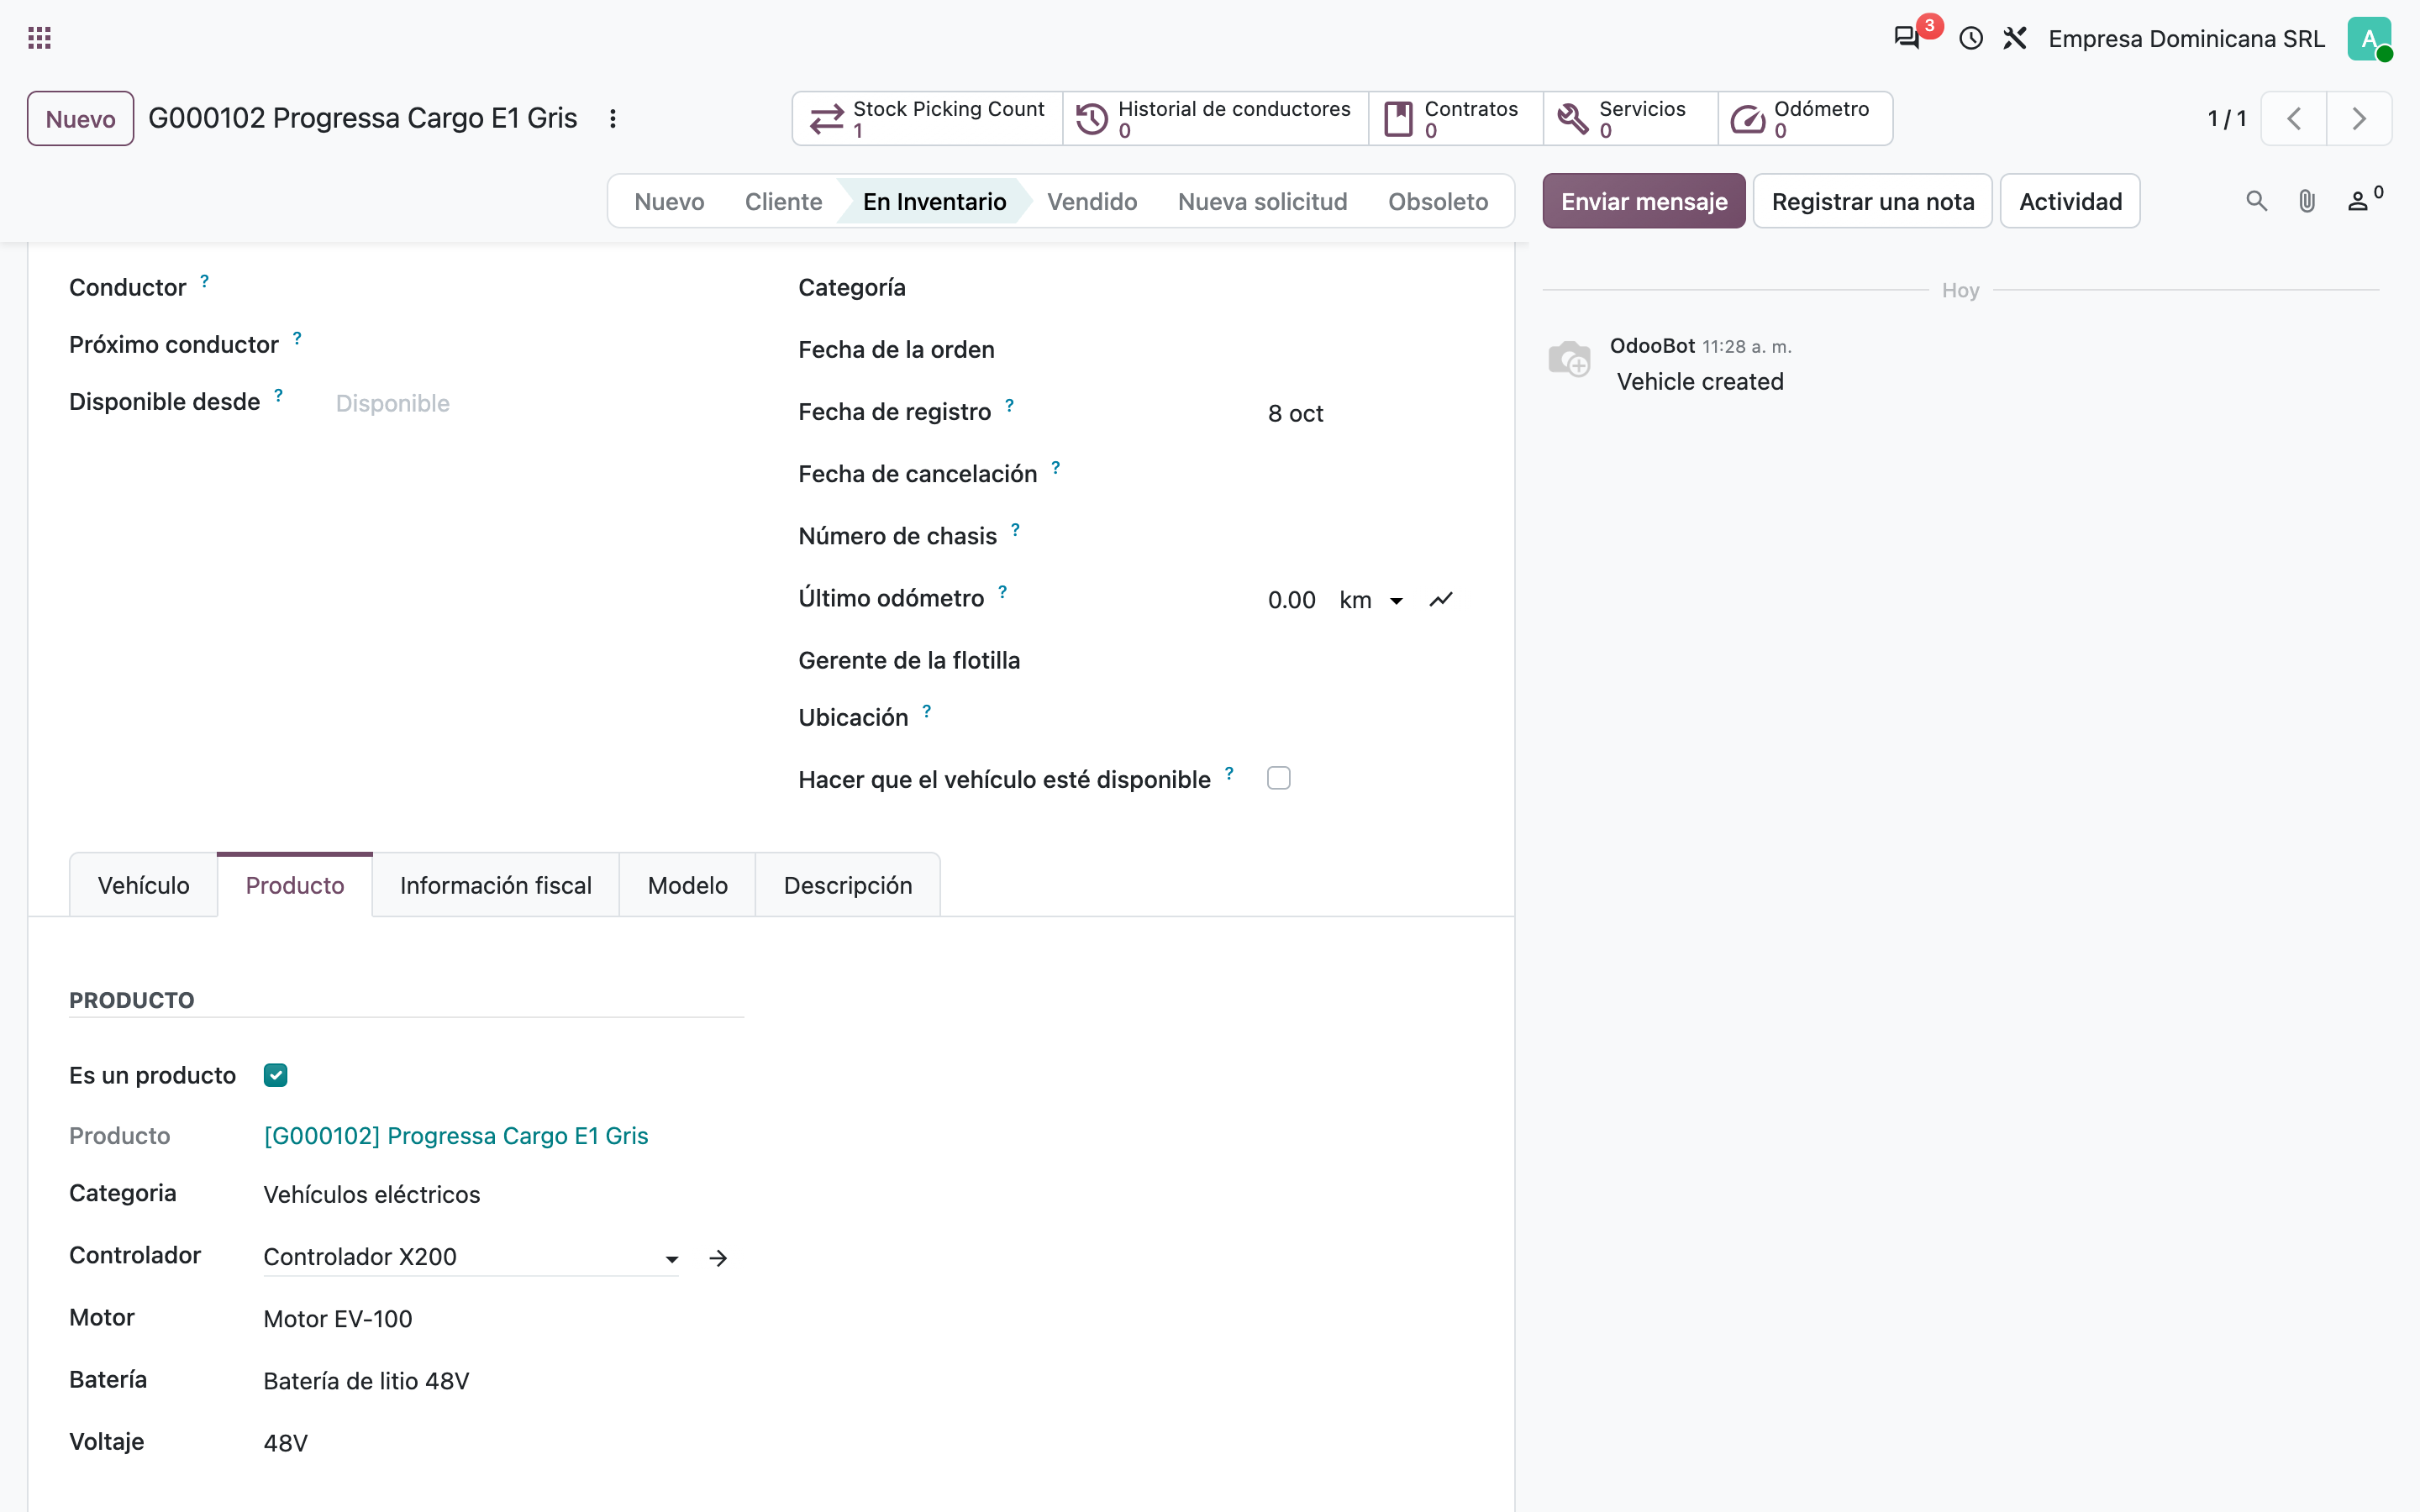 3
Empresa Dominicana SRL
A
Nuevo
G000102 Progressa Cargo E1 Gris
Stock Picking Count
1
Historial de conductores
0
Contratos
0
Servicios
0
Odómetro
0
1 / 1
Nuevo
Cliente
En Inventario
Vendido
Nueva solicitud
Obsoleto
Enviar mensaje
Registrar una nota
Actividad
0
Conductor ?
Próximo conductor ?
Disponible desde ? Disponible
Categoría
Fecha de la orden
Fecha de registro ? 8 oct
Fecha de cancelación ?
Número de chasis ?
Último odómetro ? 0.00 km
Gerente de la flotilla
Ubicación ?
Hacer que el vehículo esté disponible ?
Hoy
OdooBot 11:28 a. m.
Vehicle created
Vehículo
Producto
Información fiscal
Modelo
Descripción
PRODUCTO
Es un producto
Producto [G000102] Progressa Cargo E1 Gris
Categoria Vehículos eléctricos
Controlador Controlador X200
Motor Motor EV-100
Batería Batería de litio 48V
Voltaje 48V